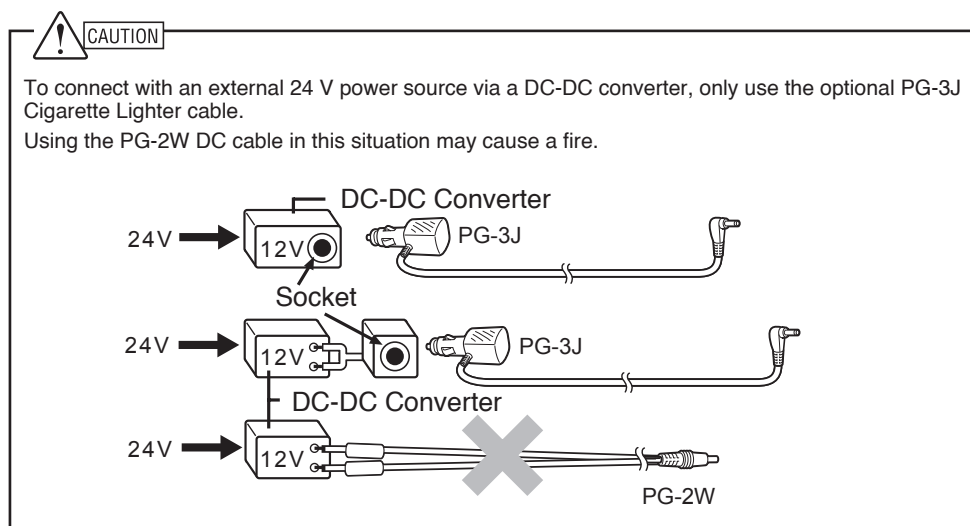 CAUTION
To connect with an external 24 V power source via a DC-DC converter, only use the optional PG-3J
Cigarette Lighter cable.
Using the PG-2W DC cable in this situation may cause a fire.
DC-DC Converter
24V
12V
PG-3J
Socket
24V
12V
PG-3J
DC-DC Converter
24V
12V
PG-2W